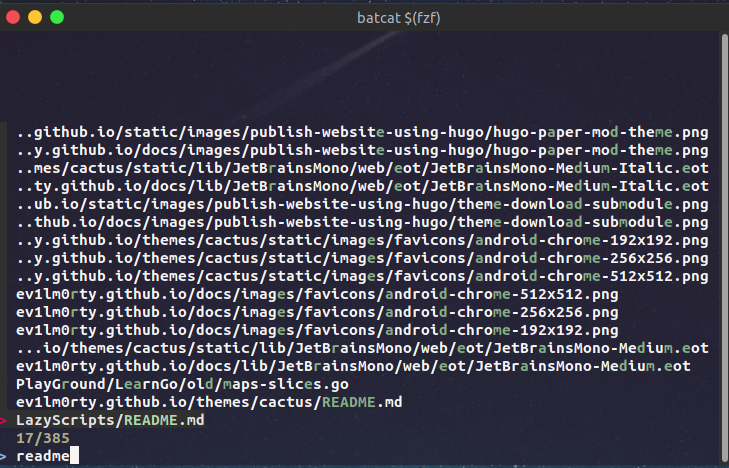 batcat $(fzf)
..github.io/static/images/publish-website-using-hugo/hugo-paper-mod-theme.png
..y.github.io/docs/images/publish-website-using-hugo/hugo-paper-mod-theme.png
..mes/cactus/static/lib/JetBrainsMono/web/eot/JetBrainsMono-Medium-Italic.eot
..ty.github.io/docs/lib/JetBrainsMono/web/eot/JetBrainsMono-Medium-Italic.eot
..ub.io/static/images/publish-website-using-hugo/theme-download-submodule.png
..thub.io/docs/images/publish-website-using-hugo/theme-download-submodule.png
..y.github.io/themes/cactus/static/images/favicons/android-chrome-192x192.png
..y.github.io/themes/cactus/static/images/favicons/android-chrome-256x256.png
..y.github.io/themes/cactus/static/images/favicons/android-chrome-512x512.png
ev1lm0rty.github.io/docs/images/favicons/android-chrome-512x512.png
ev1lm0rty.github.io/docs/images/favicons/android-chrome-256x256.png
ev1lm0rty.github.io/docs/images/favicons/android-chrome-192x192.png
...io/themes/cactus/static/lib/JetBrainsMono/web/eot/JetBrainsMono-Medium.eot
ev1lm0rty.github.io/docs/lib/JetBrainsMono/web/eot/JetBrainsMono-Medium.eot
PlayGround/LearnGo/old/maps-slices.go
ev1lm0rty.github.io/themes/cactus/README.md
> LazyScripts/README.md
17/385
> readme